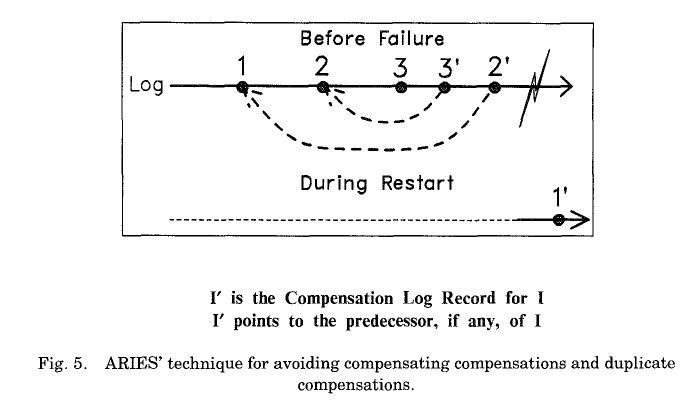 Before Failure
1 2 3 3' 2'
Log
During Restart
1'
I′ is the Compensation Log Record for I
I′ points to the predecessor, if any, of I
Fig. 5. ARIES’ technique for avoiding compensating compensations and duplicate
compensations.